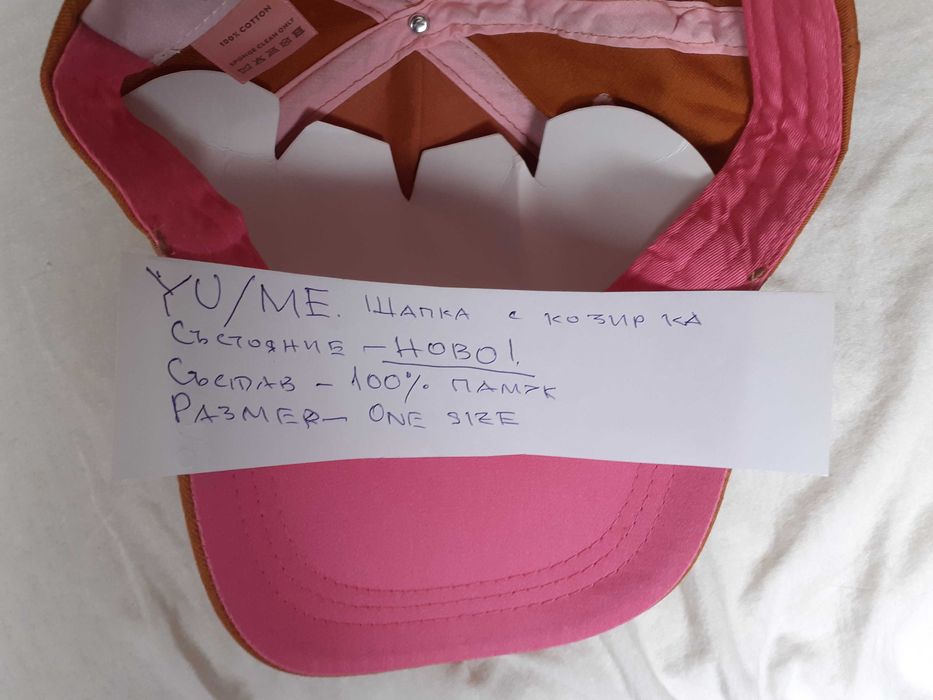 100% COTTON
SPONGE CLEAN ONLY
YU/ME. ШАПКА С КОЗИРКА
СЪСТОЯНИЕ – НОВО!
СЪСТАВ – 100% ПАМУК
РАЗМЕР – ONE SIZE